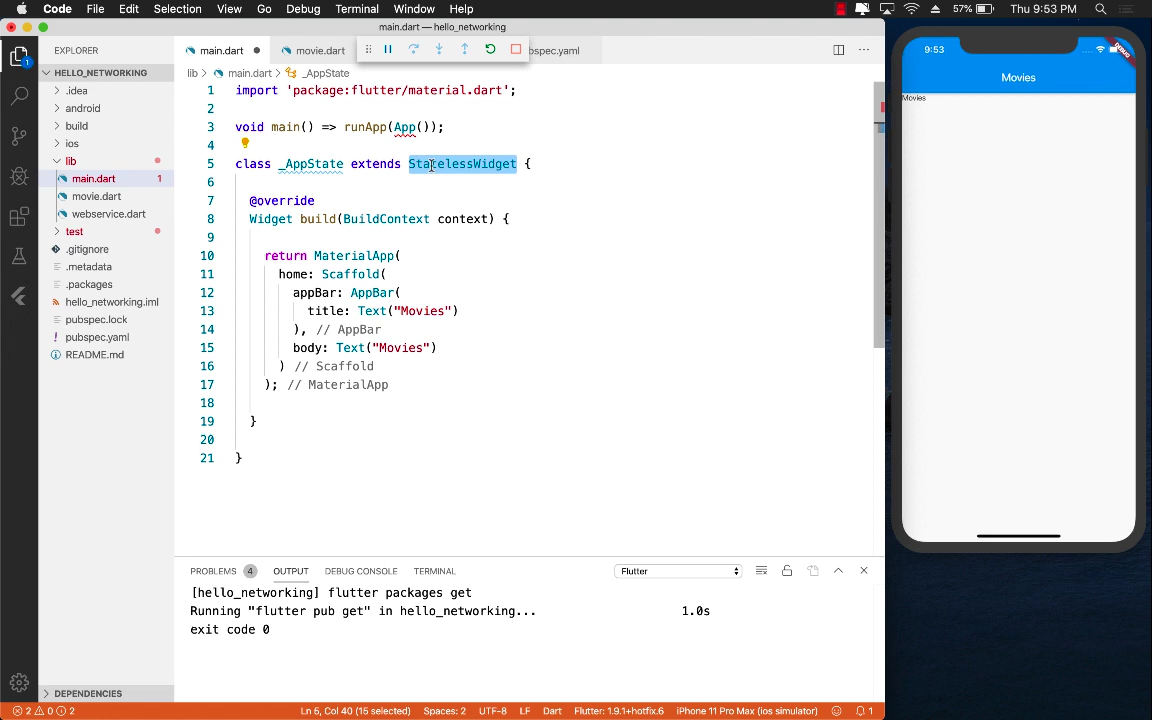 Code File Edit Selection View Go Debug Terminal Window Help 57% Thu 9:53 PM
main.dart — hello_networking
EXPLORER
main.dart
movie.dart
bspec.yaml
HELLO_NETWORKING
.idea
android
build
ios
lib
main.dart 1
movie.dart
webservice.dart
test
.gitignore
.metadata
.packages
hello_networking.iml
pubspec.lock
! pubspec.yaml
README.md
DEPENDENCIES
1
lib > main.dart > _AppState
1 import 'package:flutter/material.dart';
2
3 void main() => runApp(App());
4
5 class _AppState extends StatelessWidget {
6
7 @override
8 Widget build(BuildContext context) {
9
10 return MaterialApp(
11 home: Scaffold(
12 appBar: AppBar(
13 title: Text("Movies")
14 ), // AppBar
15 body: Text("Movies")
16 ) // Scaffold
17 ); // MaterialApp
18
19 }
20
21 }
PROBLEMS 4 OUTPUT DEBUG CONSOLE TERMINAL Flutter
[hello_networking] flutter packages get
Running "flutter pub get" in hello_networking... 1.0s
exit code 0
2 0 2 Ln 5, Col 40 (15 selected) Spaces: 2 UTF-8 LF Dart Flutter: 1.9.1+hotfix.6 iPhone 11 Pro Max (ios simulator) 1
9:53
DEBUG
Movies
Movies